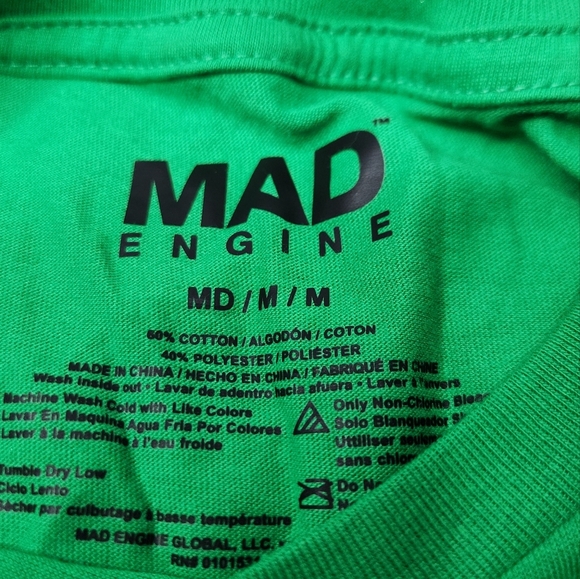 MAD™
ENGINE
MD / M / M
60% COTTON / ALGODÓN / COTON
40% POLYESTER / POLIÉSTER
MADE IN CHINA / HECHO EN CHINA / FABRIQUÉ EN CHINE
Wash inside out • Lavar de adentro hacia afuera • Laver à l'envers
Machine Wash Cold with Like Colors
Lavar En Maquina Agua Fria Por Colores
Laver à la machine à l'eau froide
Only Non-Chlorine
Solo Blanqueador
Utiliser
sans
Tumble Dry Low
Ciclo Lento
Sécher par culbutage à basse température
Do
MAD ENGINE GLOBAL, LLC.
RN#